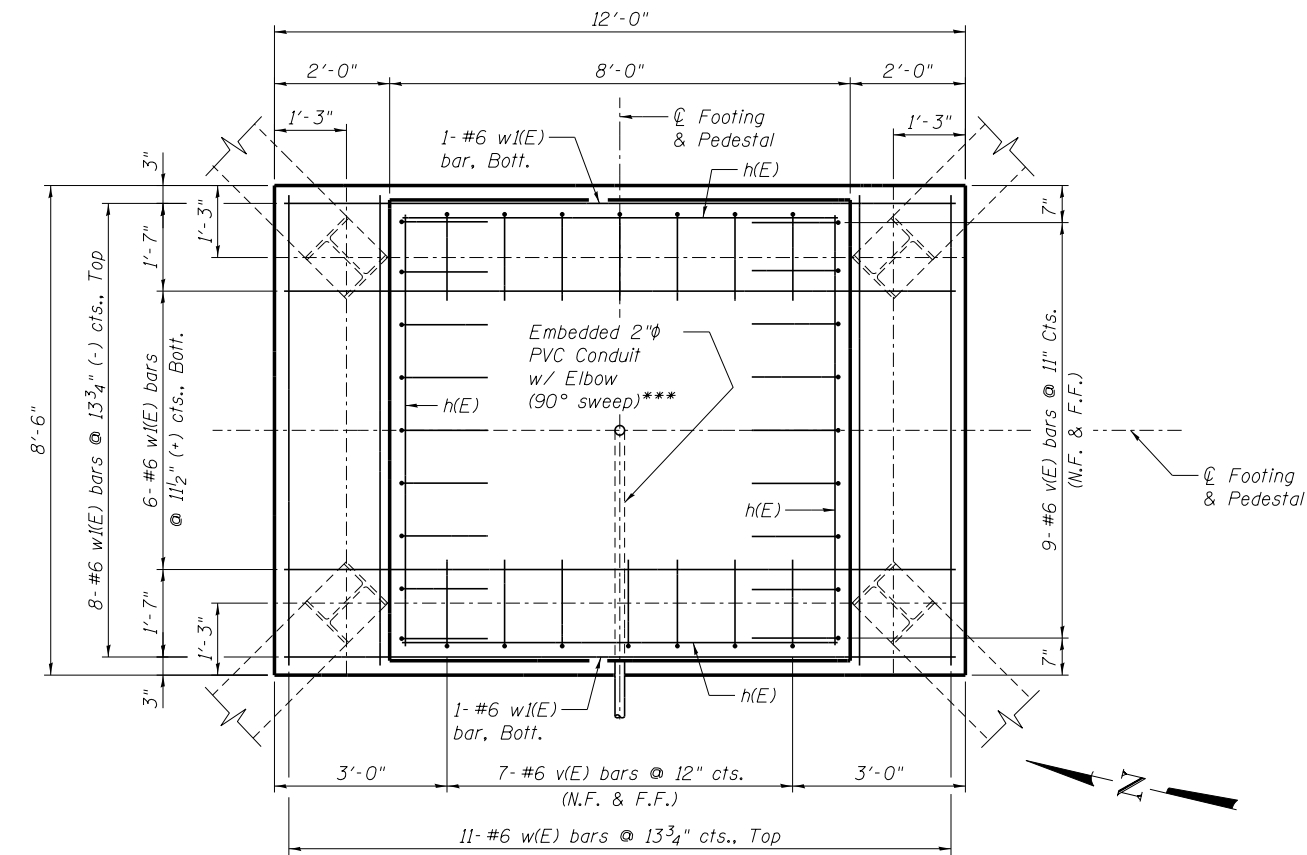 12'-0"
2'-0"
8'-0"
2'-0"
1'-3"
℄ Footing
& Pedestal
1'-3"
1- #6 w1(E)
bar, Bott.
h(E)
3"
1'-3"
7"
1'-7"
8- #6 w1(E) bars @ 13¾" (-) cts., Top
6- #6 w1(E) bars
@ 11½" (+) cts., Bott.
8'-6"
Embedded 2"ϕ
PVC Conduit
w/ Elbow
(90° sweep)***
h(E)
h(E)
9- #6 v(E) bars @ 11" Cts.
(N.F. & F.F.)
℄ Footing
& Pedestal
1'-7"
1'-3"
3"
7"
1- #6 w1(E)
bar, Bott.
h(E)
3'-0"
7- #6 v(E) bars @ 12" cts.
(N.F. & F.F.)
3'-0"
N
11- #6 w(E) bars @ 13¾" cts., Top